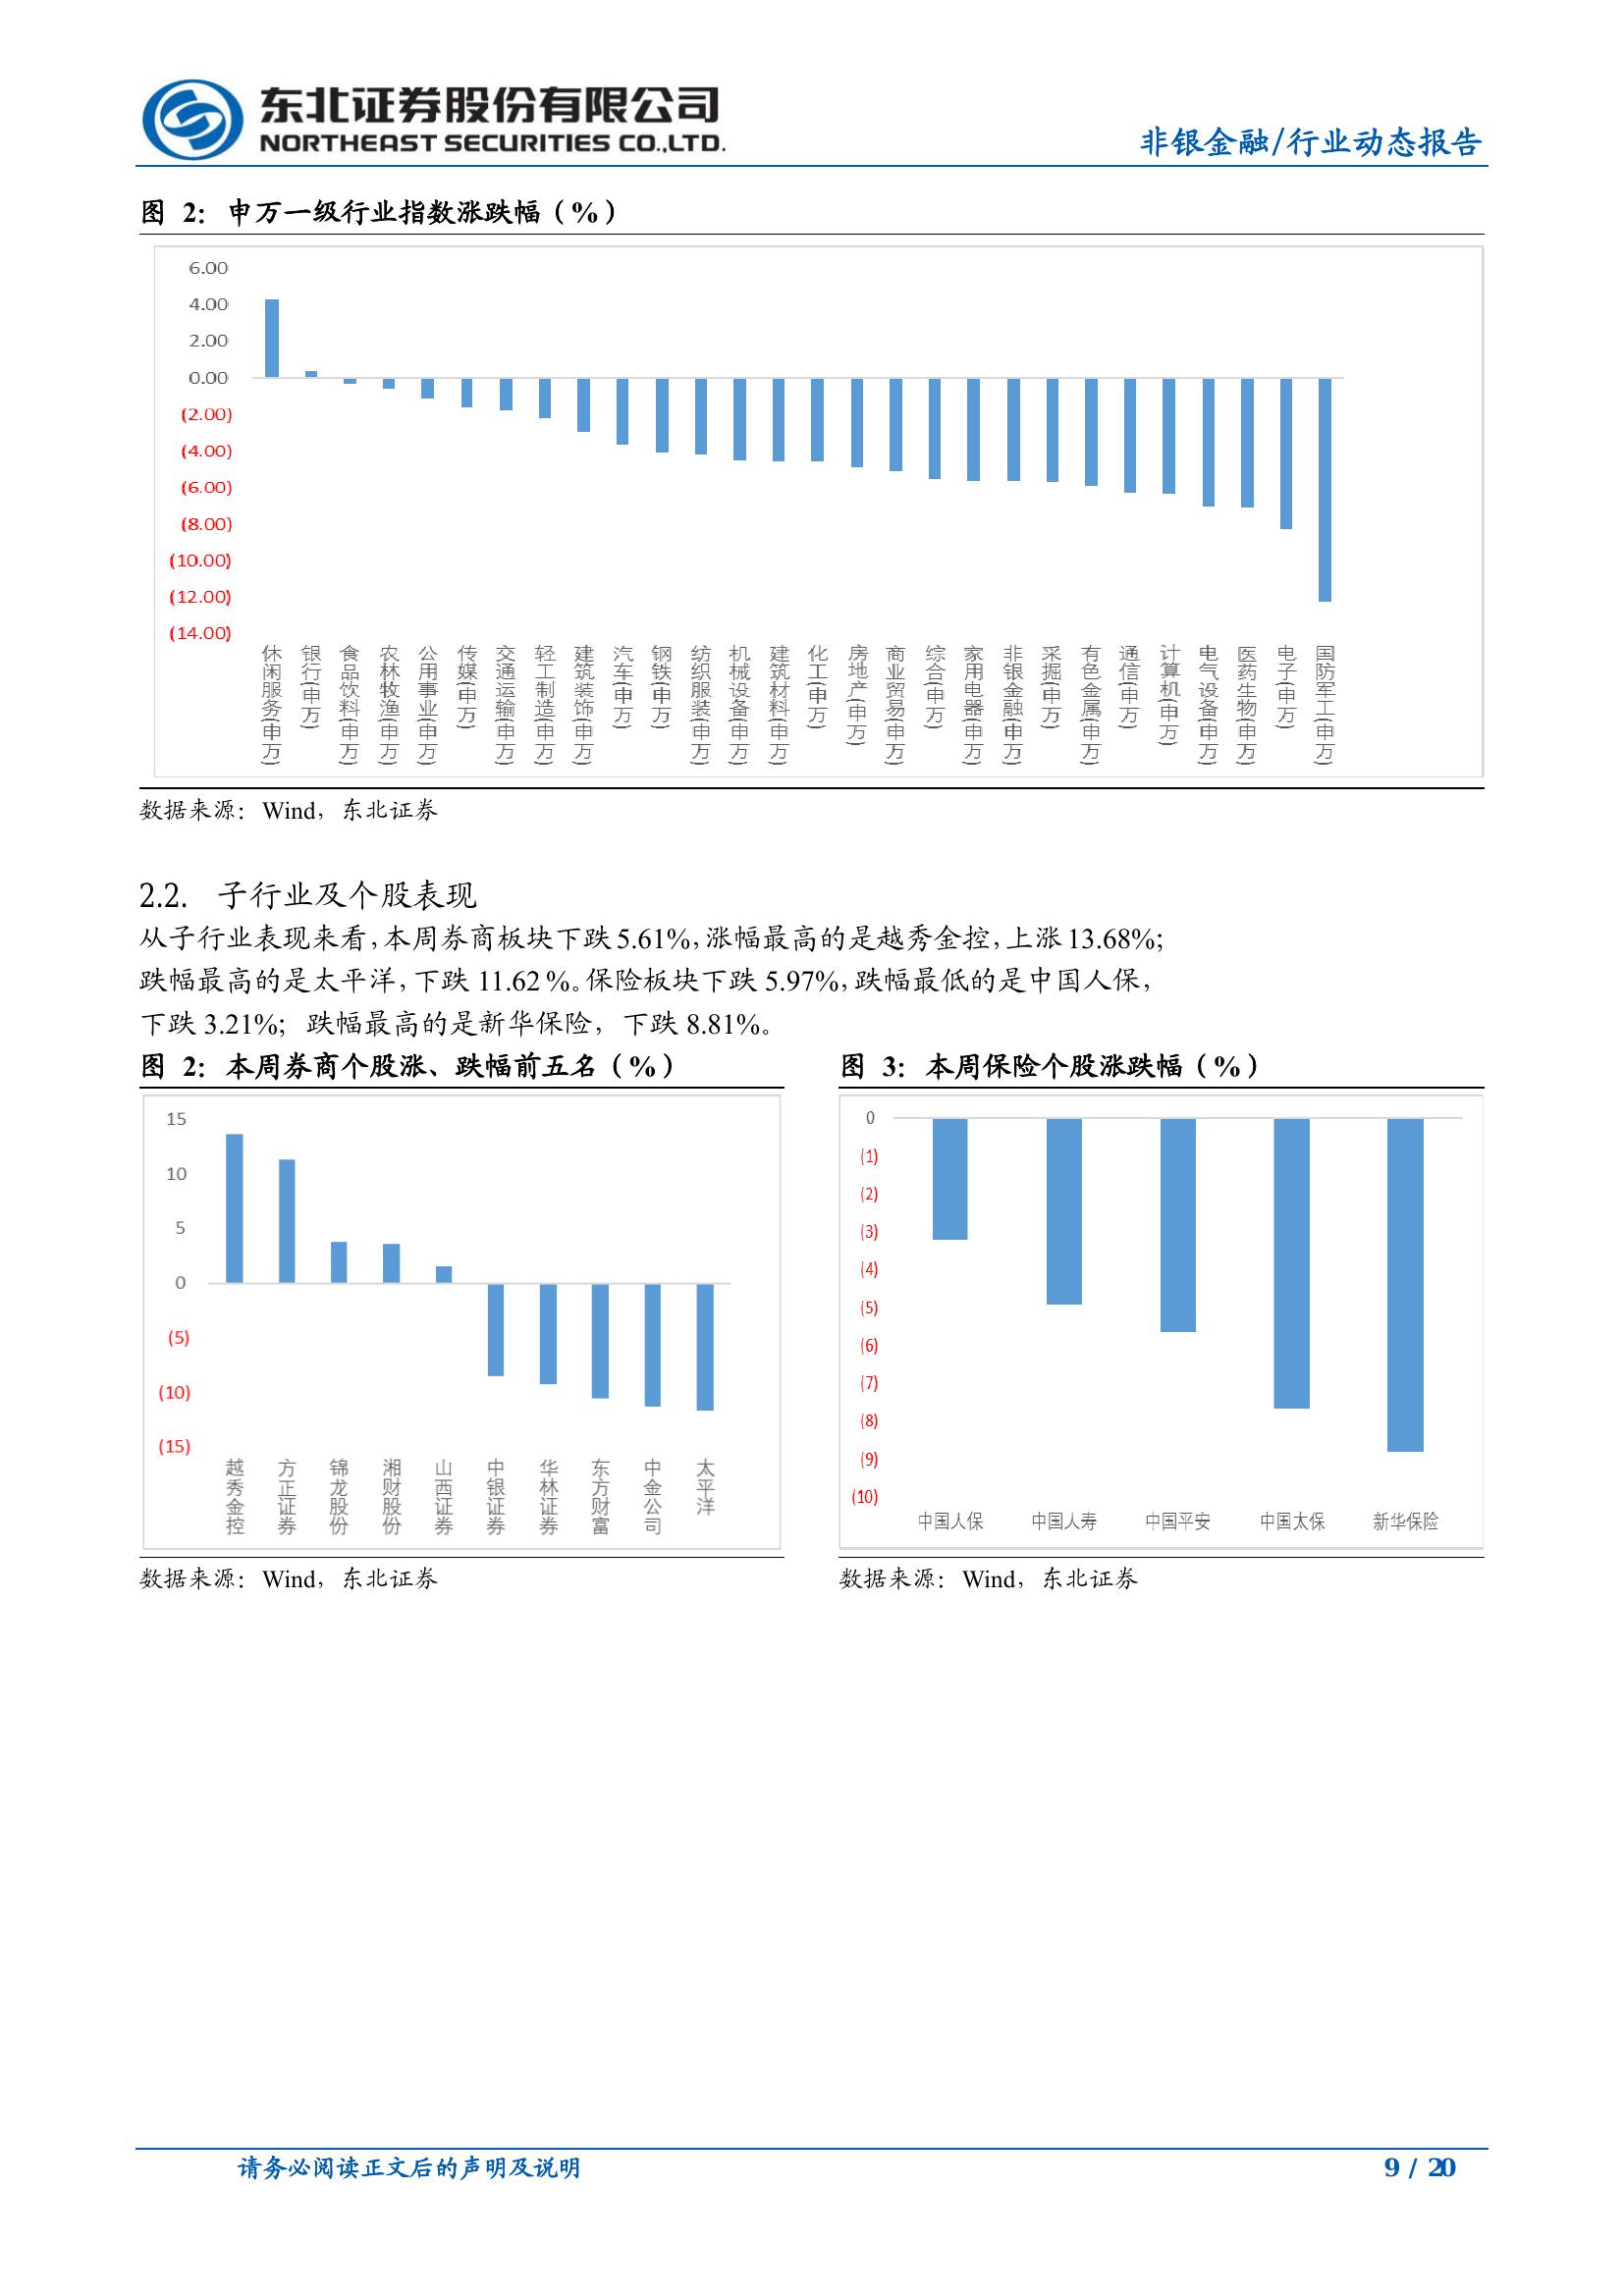 东北证券股份有限公司
NORTHEAST SECURITIES CO.,LTD.
非银金融/行业动态报告
图 2：申万一级行业指数涨跌幅（%）
6.00
4.00
2.00
0.00
(2.00)
(4.00)
(6.00)
(8.00)
(10.00)
(12.00)
(14.00)
休闲服务(申万)
银行(申万)
食品饮料(申万)
农林牧渔(申万)
公用事业(申万)
传媒(申万)
交通运输(申万)
轻工制造(申万)
建筑装饰(申万)
汽车(申万)
钢铁(申万)
纺织服装(申万)
机械设备(申万)
建筑材料(申万)
化工(申万)
房地产(申万)
商业贸易(申万)
综合(申万)
家用电器(申万)
非银金融(申万)
采掘(申万)
有色金属(申万)
通信(申万)
计算机(申万)
电气设备(申万)
医药生物(申万)
电子(申万)
国防军工(申万)
数据来源：Wind，东北证券
2.2. 子行业及个股表现
从子行业表现来看，本周券商板块下跌 5.61%，涨幅最高的是越秀金控，上涨 13.68%；
跌幅最高的是太平洋，下跌 11.62 %。保险板块下跌 5.97%，跌幅最低的是中国人保，
下跌 3.21%；跌幅最高的是新华保险，下跌 8.81%。
图 2：本周券商个股涨、跌幅前五名（%）
15
10
5
0
(5)
(10)
(15)
越秀金控
方正证券
锦龙股份
湘财股份
山西证券
中银证券
华林证券
东方财富
中金公司
太平洋
数据来源：Wind，东北证券
图 3：本周保险个股涨跌幅（%）
0
(1)
(2)
(3)
(4)
(5)
(6)
(7)
(8)
(9)
(10)
中国人保
中国人寿
中国平安
中国太保
新华保险
数据来源：Wind，东北证券
请务必阅读正文后的声明及说明
9 / 20